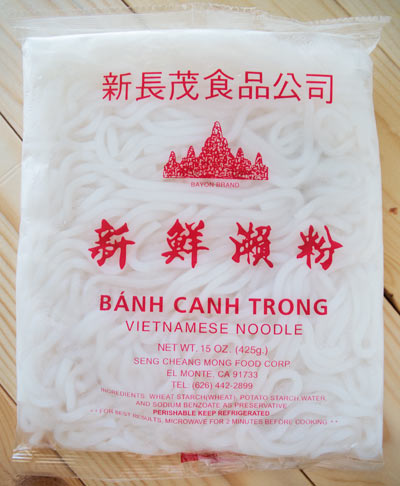 新長茂食品公司
BAYON BRAND
新鮮瀨粉
BÁNH CANH TRONG
VIETNAMESE NOODLE
NET WT. 15 OZ. (425g.)
SENG CHEANG MONG FOOD CORP.
EL MONTE, CA 91733
TEL. (626) 442-2899
INGREDIENTS: WHEAT STARCH(WHEAT), POTATO STARCH, WATER,
AND SODIUM BENZOATE AS PRESERVATIVE
PERISHABLE KEEP REFRIGERATED
* * FOR BEST RESULTS, MICROWAVE FOR 2 MINUTES BEFORE COOKING * *